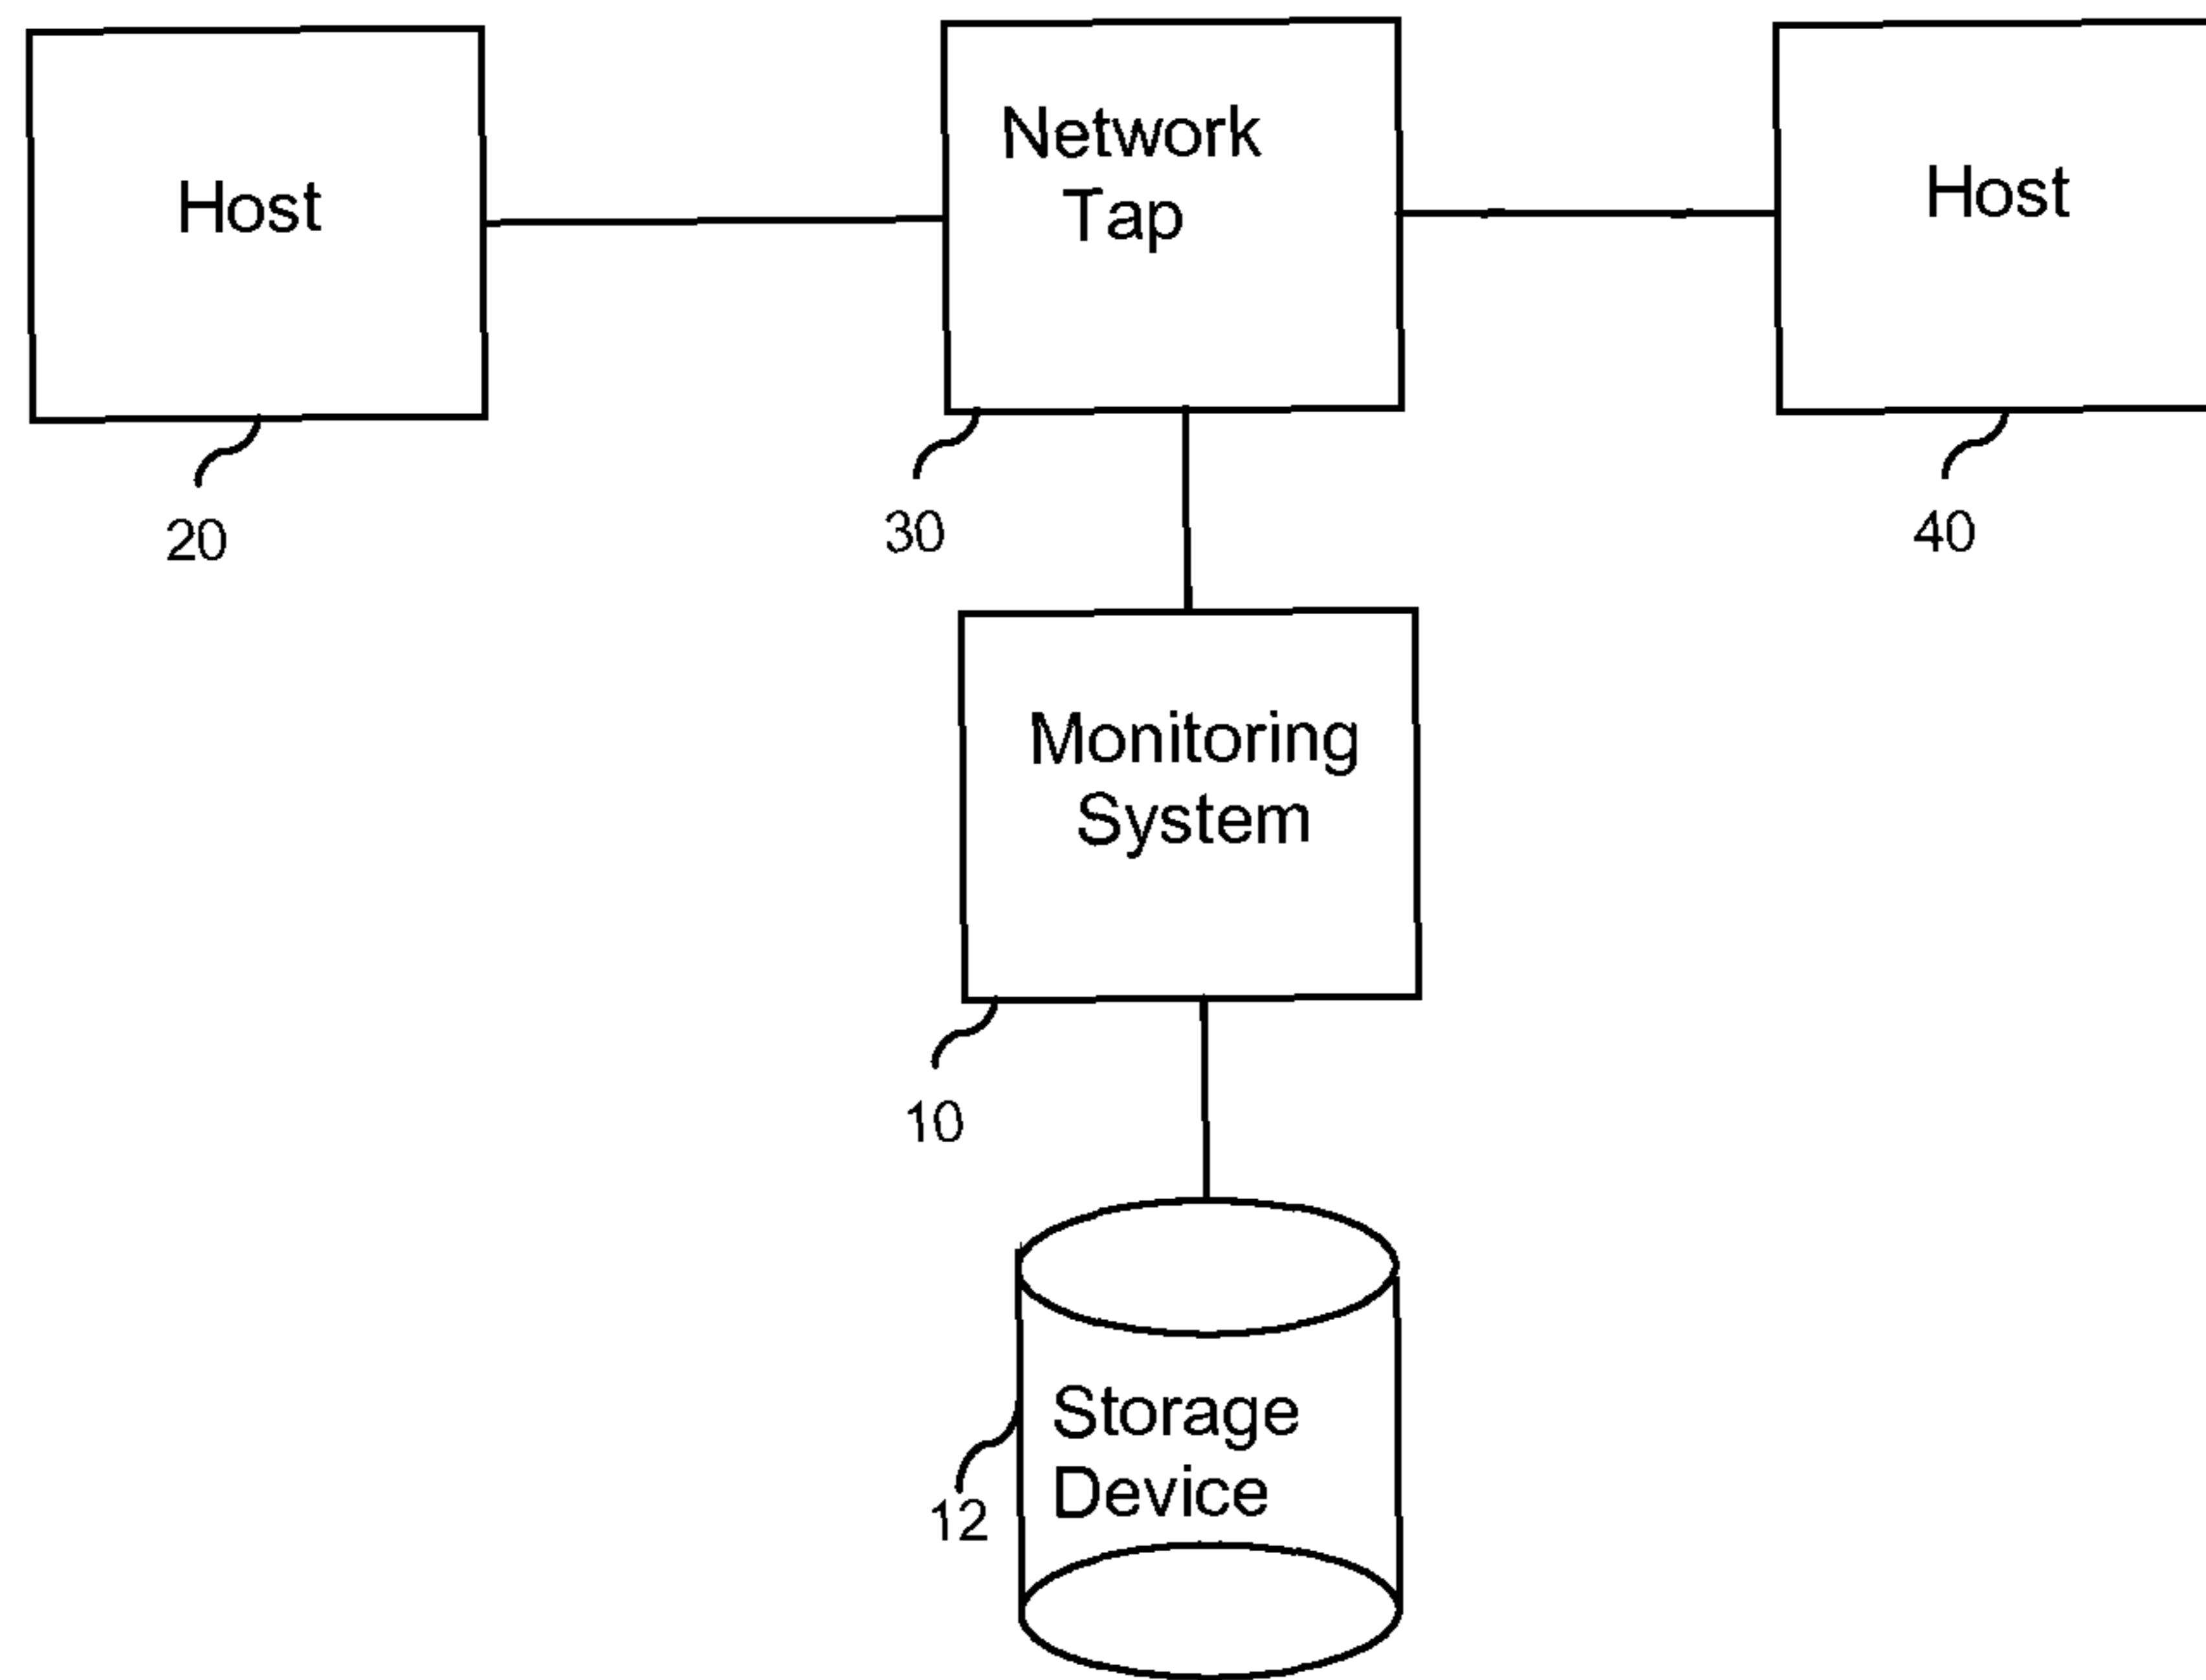 Host
Network
Tap
Host
20
30
40
Monitoring
System
10
Storage
Device
12